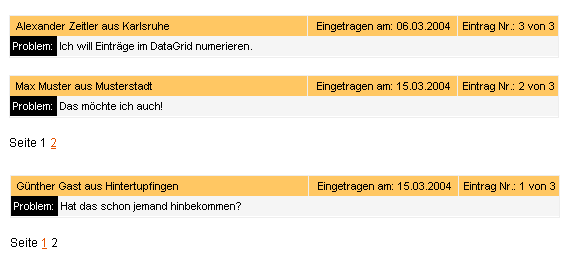 Alexander Zeitler aus Karlsruhe Eingetragen am: 06.03.2004 Eintrag Nr.: 3 von 3
Problem: Ich will Einträge im DataGrid numerieren.
Max Muster aus Musterstadt Eingetragen am: 15.03.2004 Eintrag Nr.: 2 von 3
Problem: Das möchte ich auch!
Seite 1 2
Günther Gast aus Hintertupfingen Eingetragen am: 15.03.2004 Eintrag Nr.: 1 von 3
Problem: Hat das schon jemand hinbekommen?
Seite 1 2